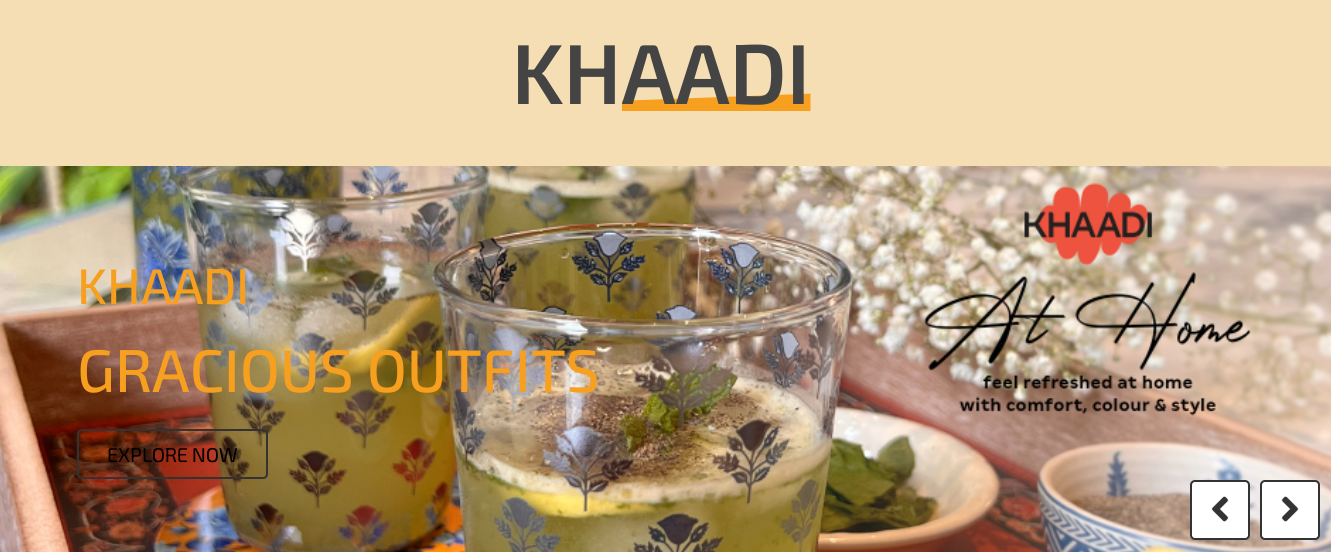 KHAADI
KHAADI
GRACIOUS OUTFITS
EXPLORE NOW
KHAADI
At Home
feel refreshed at home
with comfort, colour & style